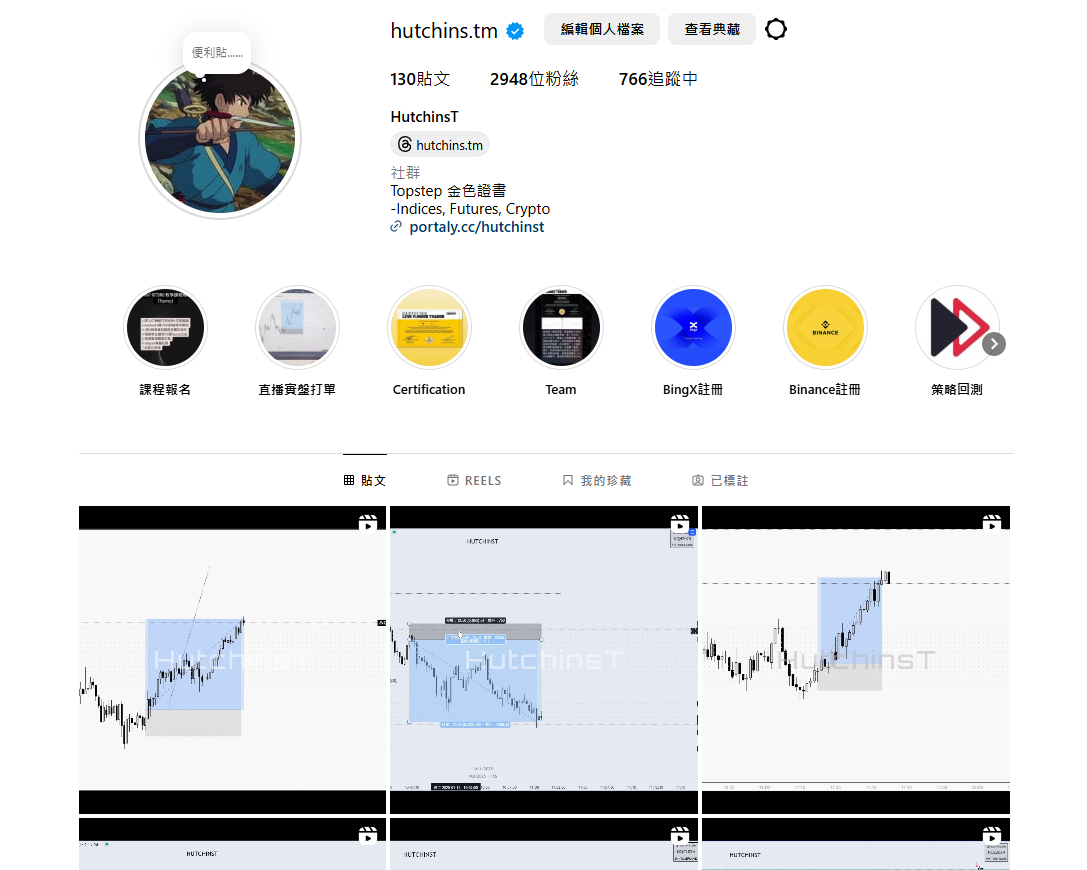 hutchins.tm
編輯個人檔案
查看典藏
便利貼......
130貼文 2948位粉絲 766追蹤中
HutchinsT
hutchins.tm
社群
Topstep 金色證書
-Indices, Futures, Crypto
portaly.cc/hutchinst
BINANCE
課程報名
直播實盤打單
Certification
Team
BingX註冊
Binance註冊
策略回測
貼文
REELS
我的珍藏
已標註
HUTCHINST
HutchinsT
HutchinsT
HutchinsT
HUTCHINST
HUTCHINST
HUTCHINST